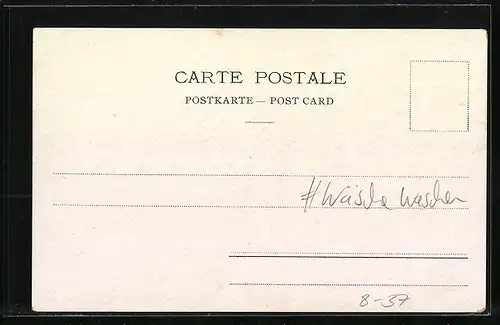 CARTE POSTALE
POSTKARTE — POST CARD
#Wäsche waschen
8-37